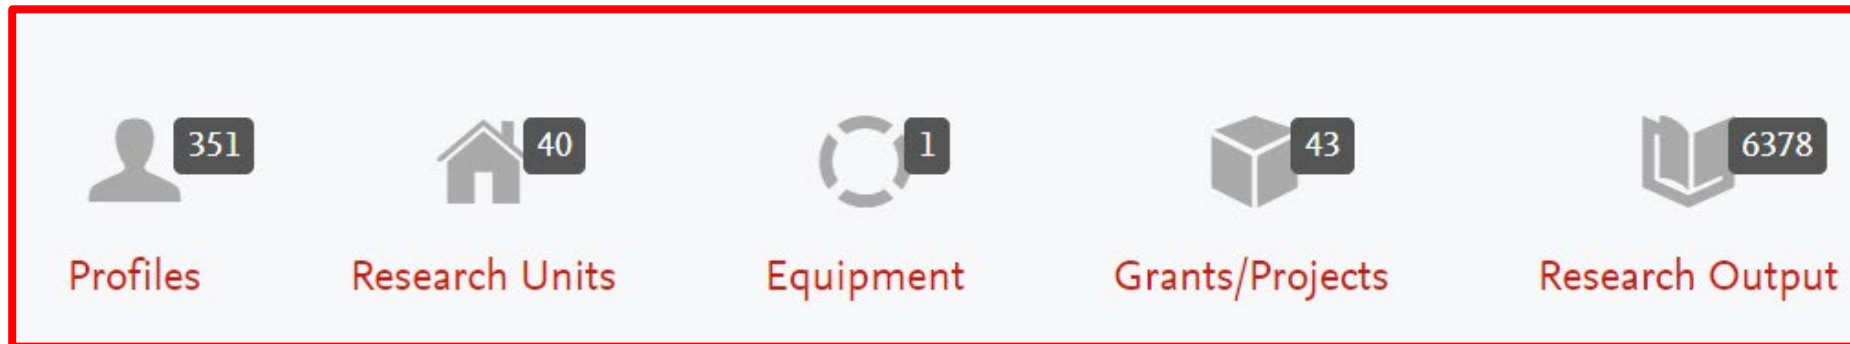 351 40 1 43 6378
Profiles Research Units Equipment Grants/Projects Research Output